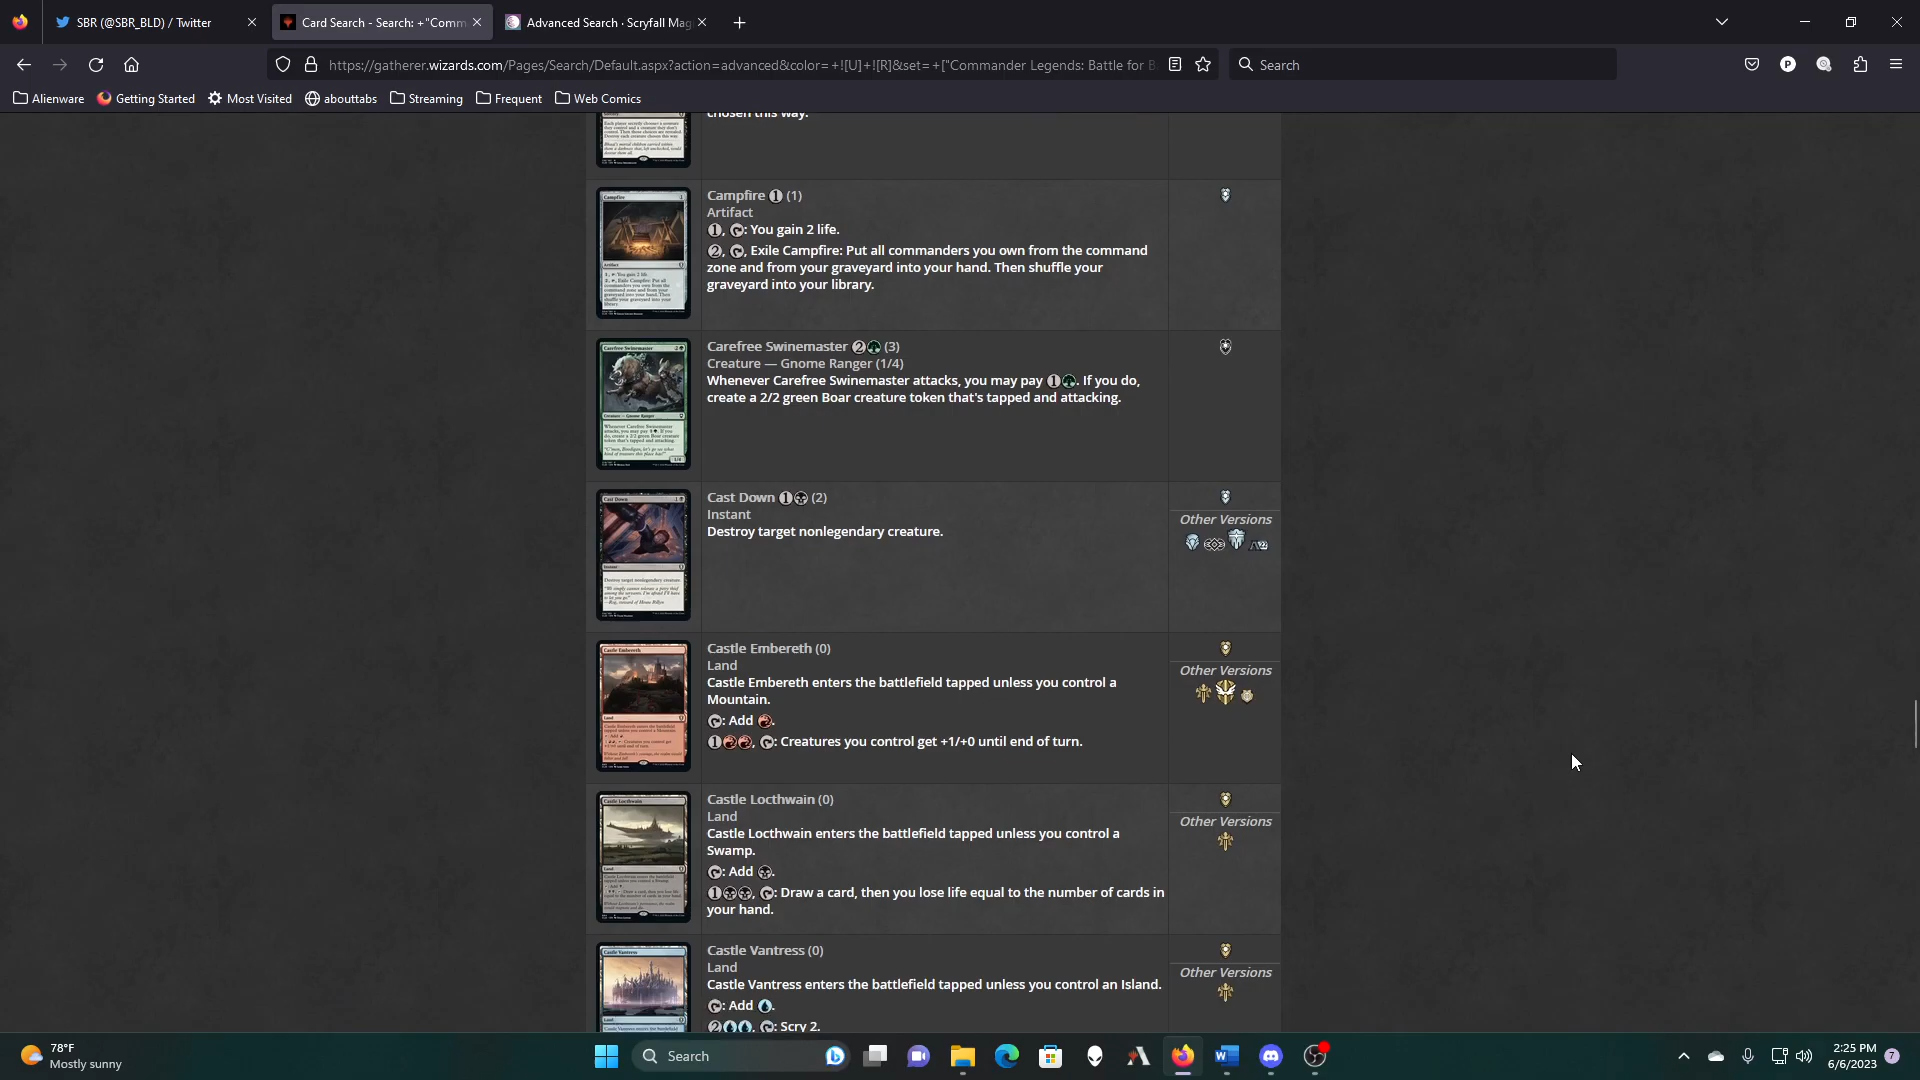 SBR (@SBR_BLD) / Twitter
Card Search - Search: +"Comm
Advanced Search · Scryfall Mag
https://gatherer.wizards.com/Pages/Search/Default.aspx?action=advanced&color=+![U]+![R]&set=+["Commander Legends: Battle for B
Search
Alienware
Getting Started
Most Visited
abouttabs
Streaming
Frequent
Web Comics
chosen this way.
Campfire 1 (1)
Artifact
1, : You gain 2 life.
2, , Exile Campfire: Put all commanders you own from the command
zone and from your graveyard into your hand. Then shuffle your
graveyard into your library.
Carefree Swinemaster 2 (3)
Creature — Gnome Ranger (1/4)
Whenever Carefree Swinemaster attacks, you may pay 1. If you do,
create a 2/2 green Boar creature token that's tapped and attacking.
Cast Down 1 (2)
Instant
Destroy target nonlegendary creature.
Other Versions
Castle Embereth (0)
Land
Castle Embereth enters the battlefield tapped unless you control a
Mountain.
: Add .
1, : Creatures you control get +1/+0 until end of turn.
Other Versions
Castle Locthwain (0)
Land
Castle Locthwain enters the battlefield tapped unless you control a
Swamp.
: Add .
1, : Draw a card, then you lose life equal to the number of cards in
your hand.
Other Versions
Castle Vantress (0)
Land
Castle Vantress enters the battlefield tapped unless you control an Island.
: Add .
2, : Scry 2.
Other Versions
78°F
Mostly sunny
Search
2:25 PM
6/6/2023
7